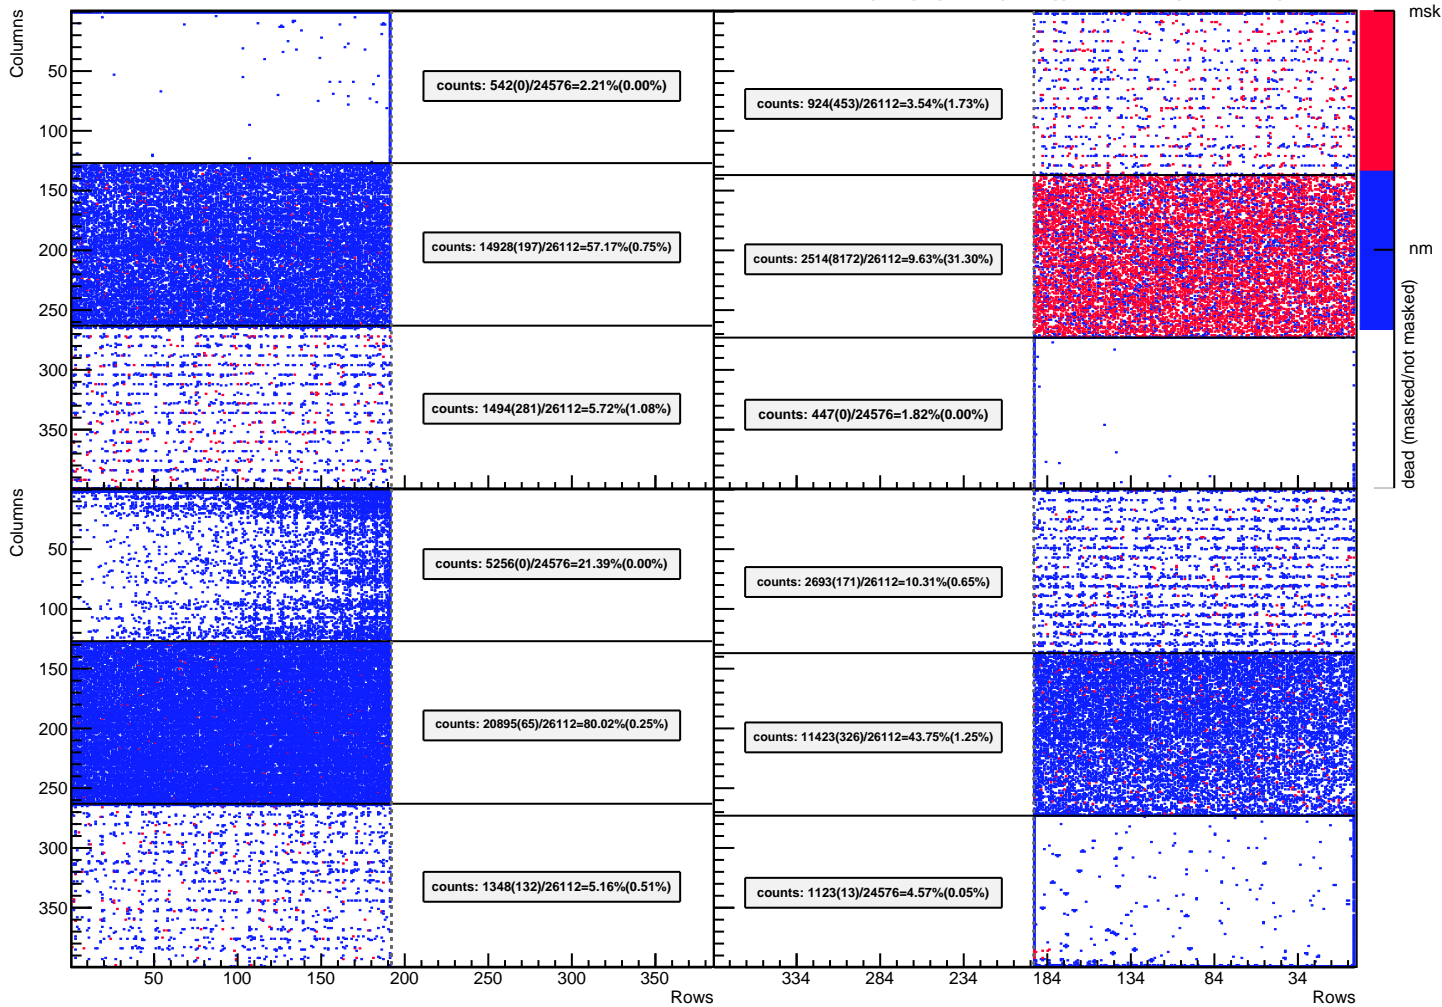 msk
Columns
50
100
150
200
250
300
350
counts: 542(0)/24576=2.21%(0.00%)
counts: 924(453)/26112=3.54%(1.73%)
counts: 14928(197)/26112=57.17%(0.75%)
counts: 2514(8172)/26112=9.63%(31.30%)
nm
counts: 1494(281)/26112=5.72%(1.08%)
counts: 447(0)/24576=1.82%(0.00%)
dead (masked/not masked)
Columns
50
100
150
200
250
300
350
counts: 5256(0)/24576=21.39%(0.00%)
counts: 2693(171)/26112=10.31%(0.65%)
counts: 20895(65)/26112=80.02%(0.25%)
counts: 11423(326)/26112=43.75%(1.25%)
counts: 1348(132)/26112=5.16%(0.51%)
counts: 1123(13)/24576=4.57%(0.05%)
50 100 150 200 250 300 350
334 284 234 184 134 84 34
Rows
Rows